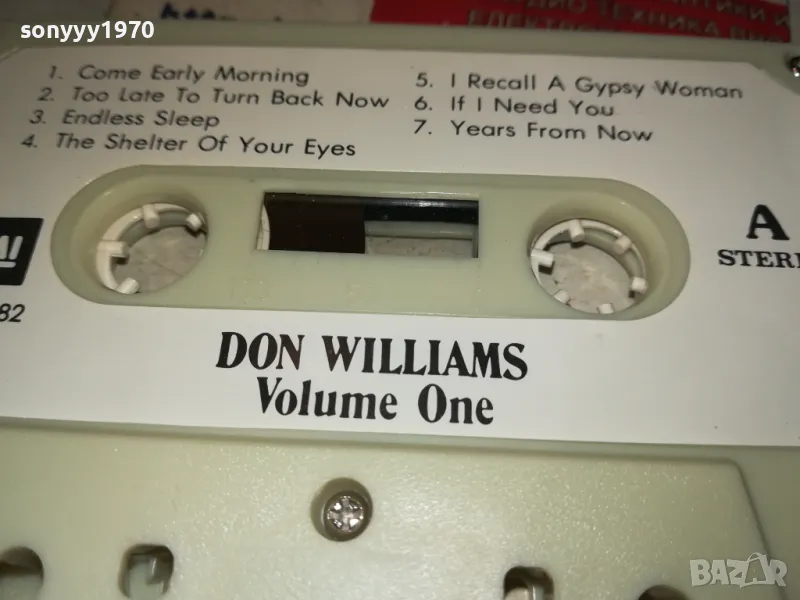 sonyyy1970
1. Come Early Morning
2. Too Late To Turn Back Now
3. Endless Sleep
4. The Shelter Of Your Eyes
5. I Recall A Gypsy Woman
6. If I Need You
7. Years From Now
A
STERE
82
DON WILLIAMS
Volume One
BAZAR